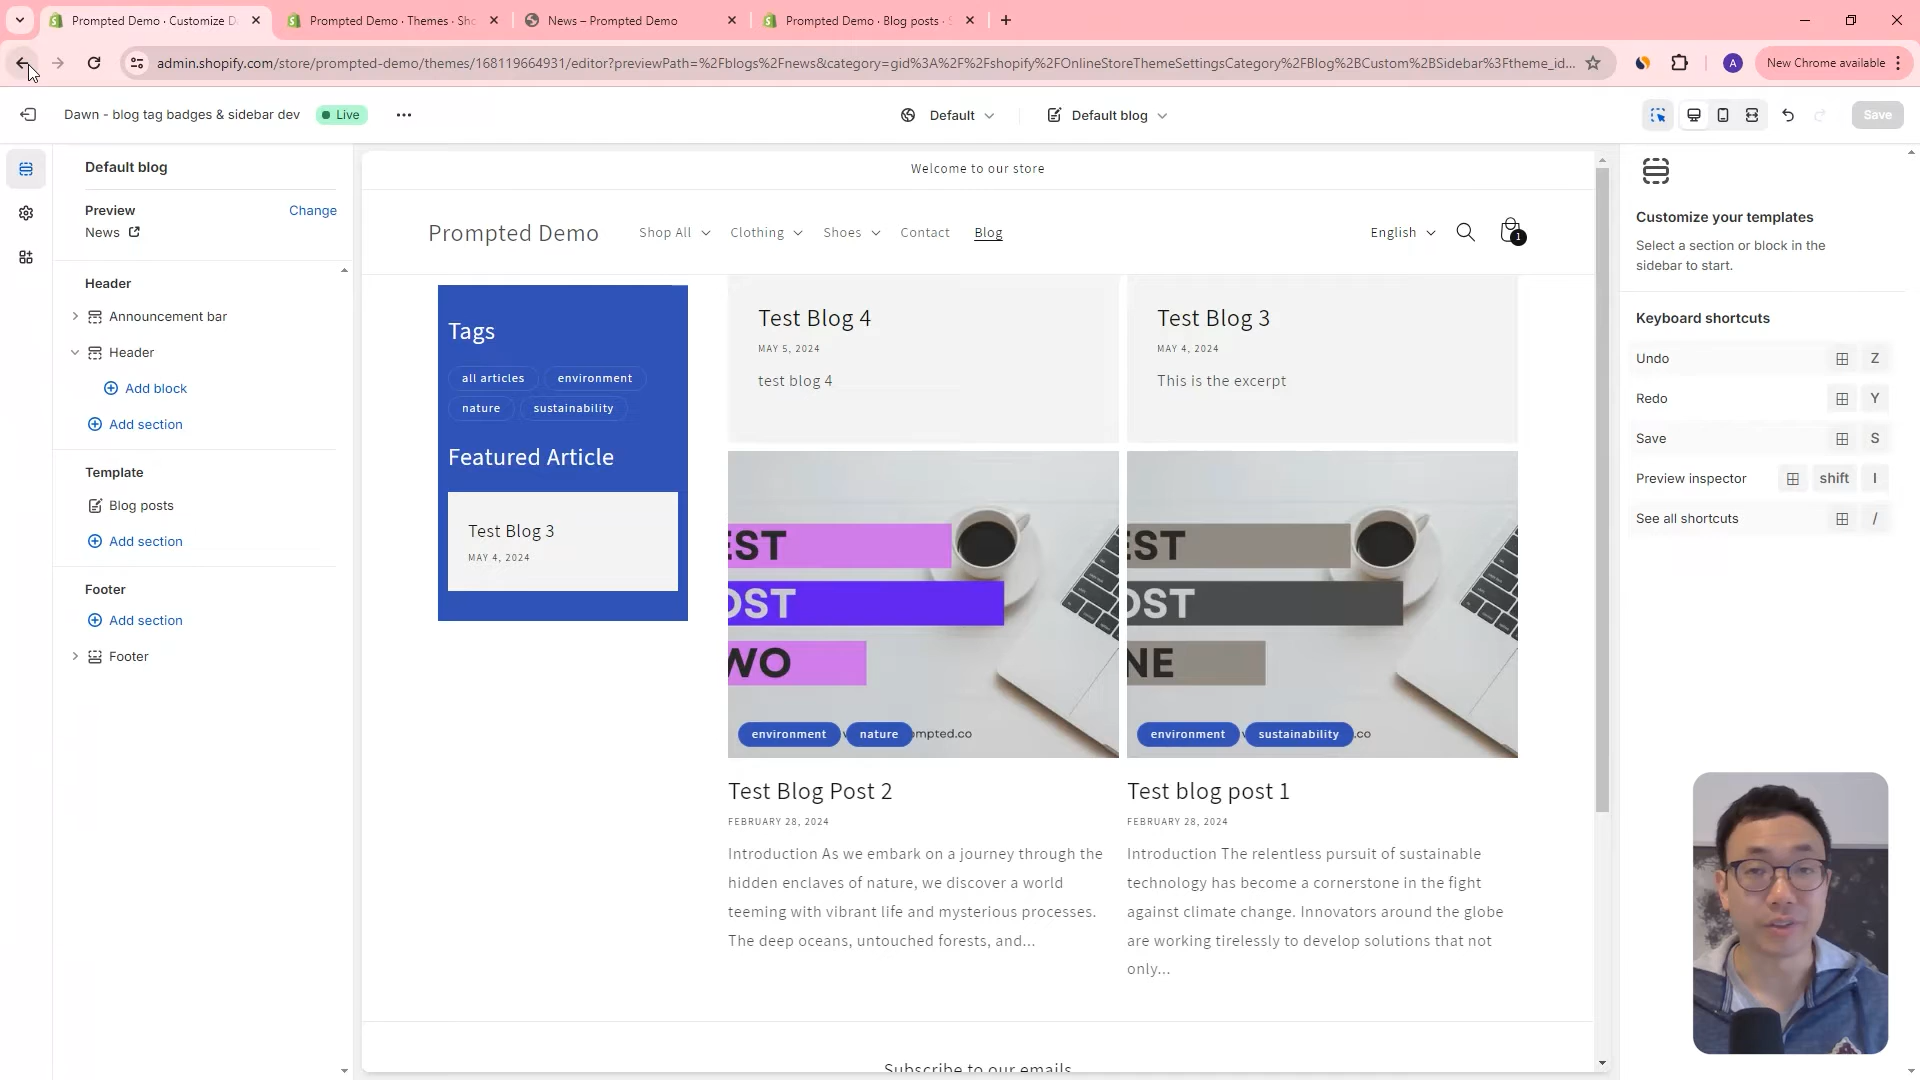 Prompted Demo · Customize D
Prompted Demo · Themes · Sho
News – Prompted Demo
Prompted Demo · Blog posts ·
admin.shopify.com/store/prompted-demo/themes/168119664931/editor?previewPath=%2Fblogs%2Fnews&category=gid%3A%2F%2Fshopify%2FOnlineStoreThemeSettingsCategory%2FBlog%2BCustom%2BSidebar%3Ftheme_id...
A
New Chrome available
Dawn - blog tag badges & sidebar dev
Live
Default
Default blog
Save
Default blog
Preview
Change
News
Header
Announcement bar
Header
Add block
Add section
Template
Blog posts
Add section
Footer
Add section
Footer
Welcome to our store
Prompted Demo
Shop All
Clothing
Shoes
Contact
Blog
English
1
Tags
all articles
environment
nature
sustainability
Featured Article
Test Blog 3
MAY 4, 2024
Test Blog 4
MAY 5, 2024
test blog 4
Test Blog 3
MAY 4, 2024
This is the excerpt
EST
OST
WO
environment
nature
ompted.co
EST
OST
NE
environment
sustainability
.co
Test Blog Post 2
FEBRUARY 28, 2024
Introduction As we embark on a journey through the
hidden enclaves of nature, we discover a world
teeming with vibrant life and mysterious processes.
The deep oceans, untouched forests, and...
Test blog post 1
FEBRUARY 28, 2024
Introduction The relentless pursuit of sustainable
technology has become a cornerstone in the fight
against climate change. Innovators around the globe
are working tirelessly to develop solutions that not
only...
Subscribe to our emails
Customize your templates
Select a section or block in the
sidebar to start.
Keyboard shortcuts
Undo
Z
Redo
Y
Save
S
Preview inspector
shift
I
See all shortcuts
/